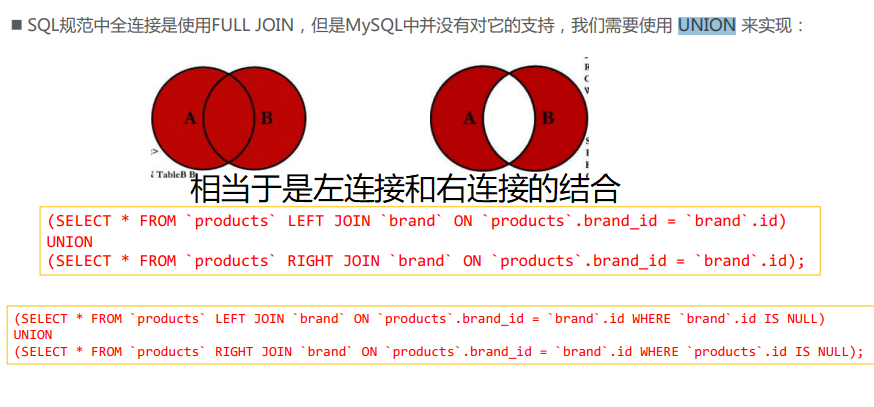 ■ SQL规范中全连接是使用FULL JOIN，但是MySQL中并没有对它的支持，我们需要使用 UNION 来实现：
A B
A B
TableB B
相当于是左连接和右连接的结合
(SELECT * FROM `products` LEFT JOIN `brand` ON `products`.brand_id = `brand`.id)
UNION
(SELECT * FROM `products` RIGHT JOIN `brand` ON `products`.brand_id = `brand`.id);
(SELECT * FROM `products` LEFT JOIN `brand` ON `products`.brand_id = `brand`.id WHERE `brand`.id IS NULL)
UNION
(SELECT * FROM `products` RIGHT JOIN `brand` ON `products`.brand_id = `brand`.id WHERE `products`.id IS NULL);